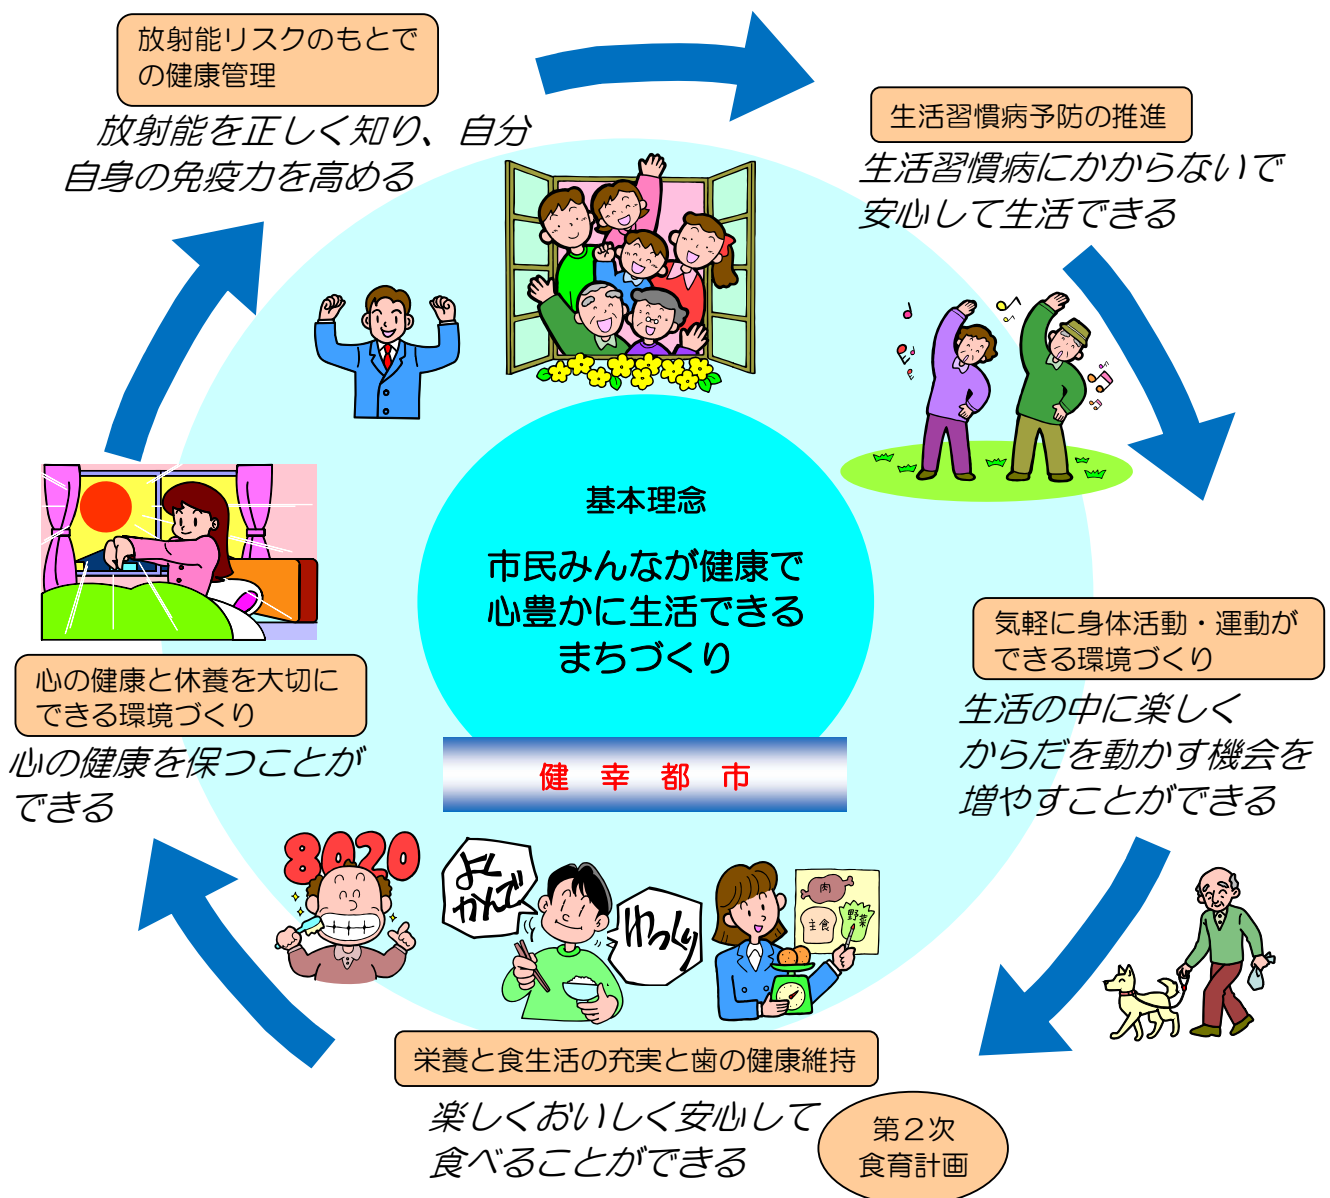 放射能リスクのもとで
の健康管理
放射能を正しく知り、自分
自身の免疫力を高める
生活習慣病予防の推進
生活習慣病にかからないで
安心して生活できる
基本理念
市民みんなが健康で
心豊かに生活できる
まちづくり
健幸都市
気軽に身体活動・運動が
できる環境づくり
生活の中に楽しく
からだを動かす機会を
増やすことができる
心の健康と休養を大切に
できる環境づくり
心の健康を保つことが
できる
8020
よく
かんで
ゆっくり
肉
主食
野菜
栄養と食生活の充実と歯の健康維持
楽しくおいしく安心して
食べることができる
第2次
食育計画